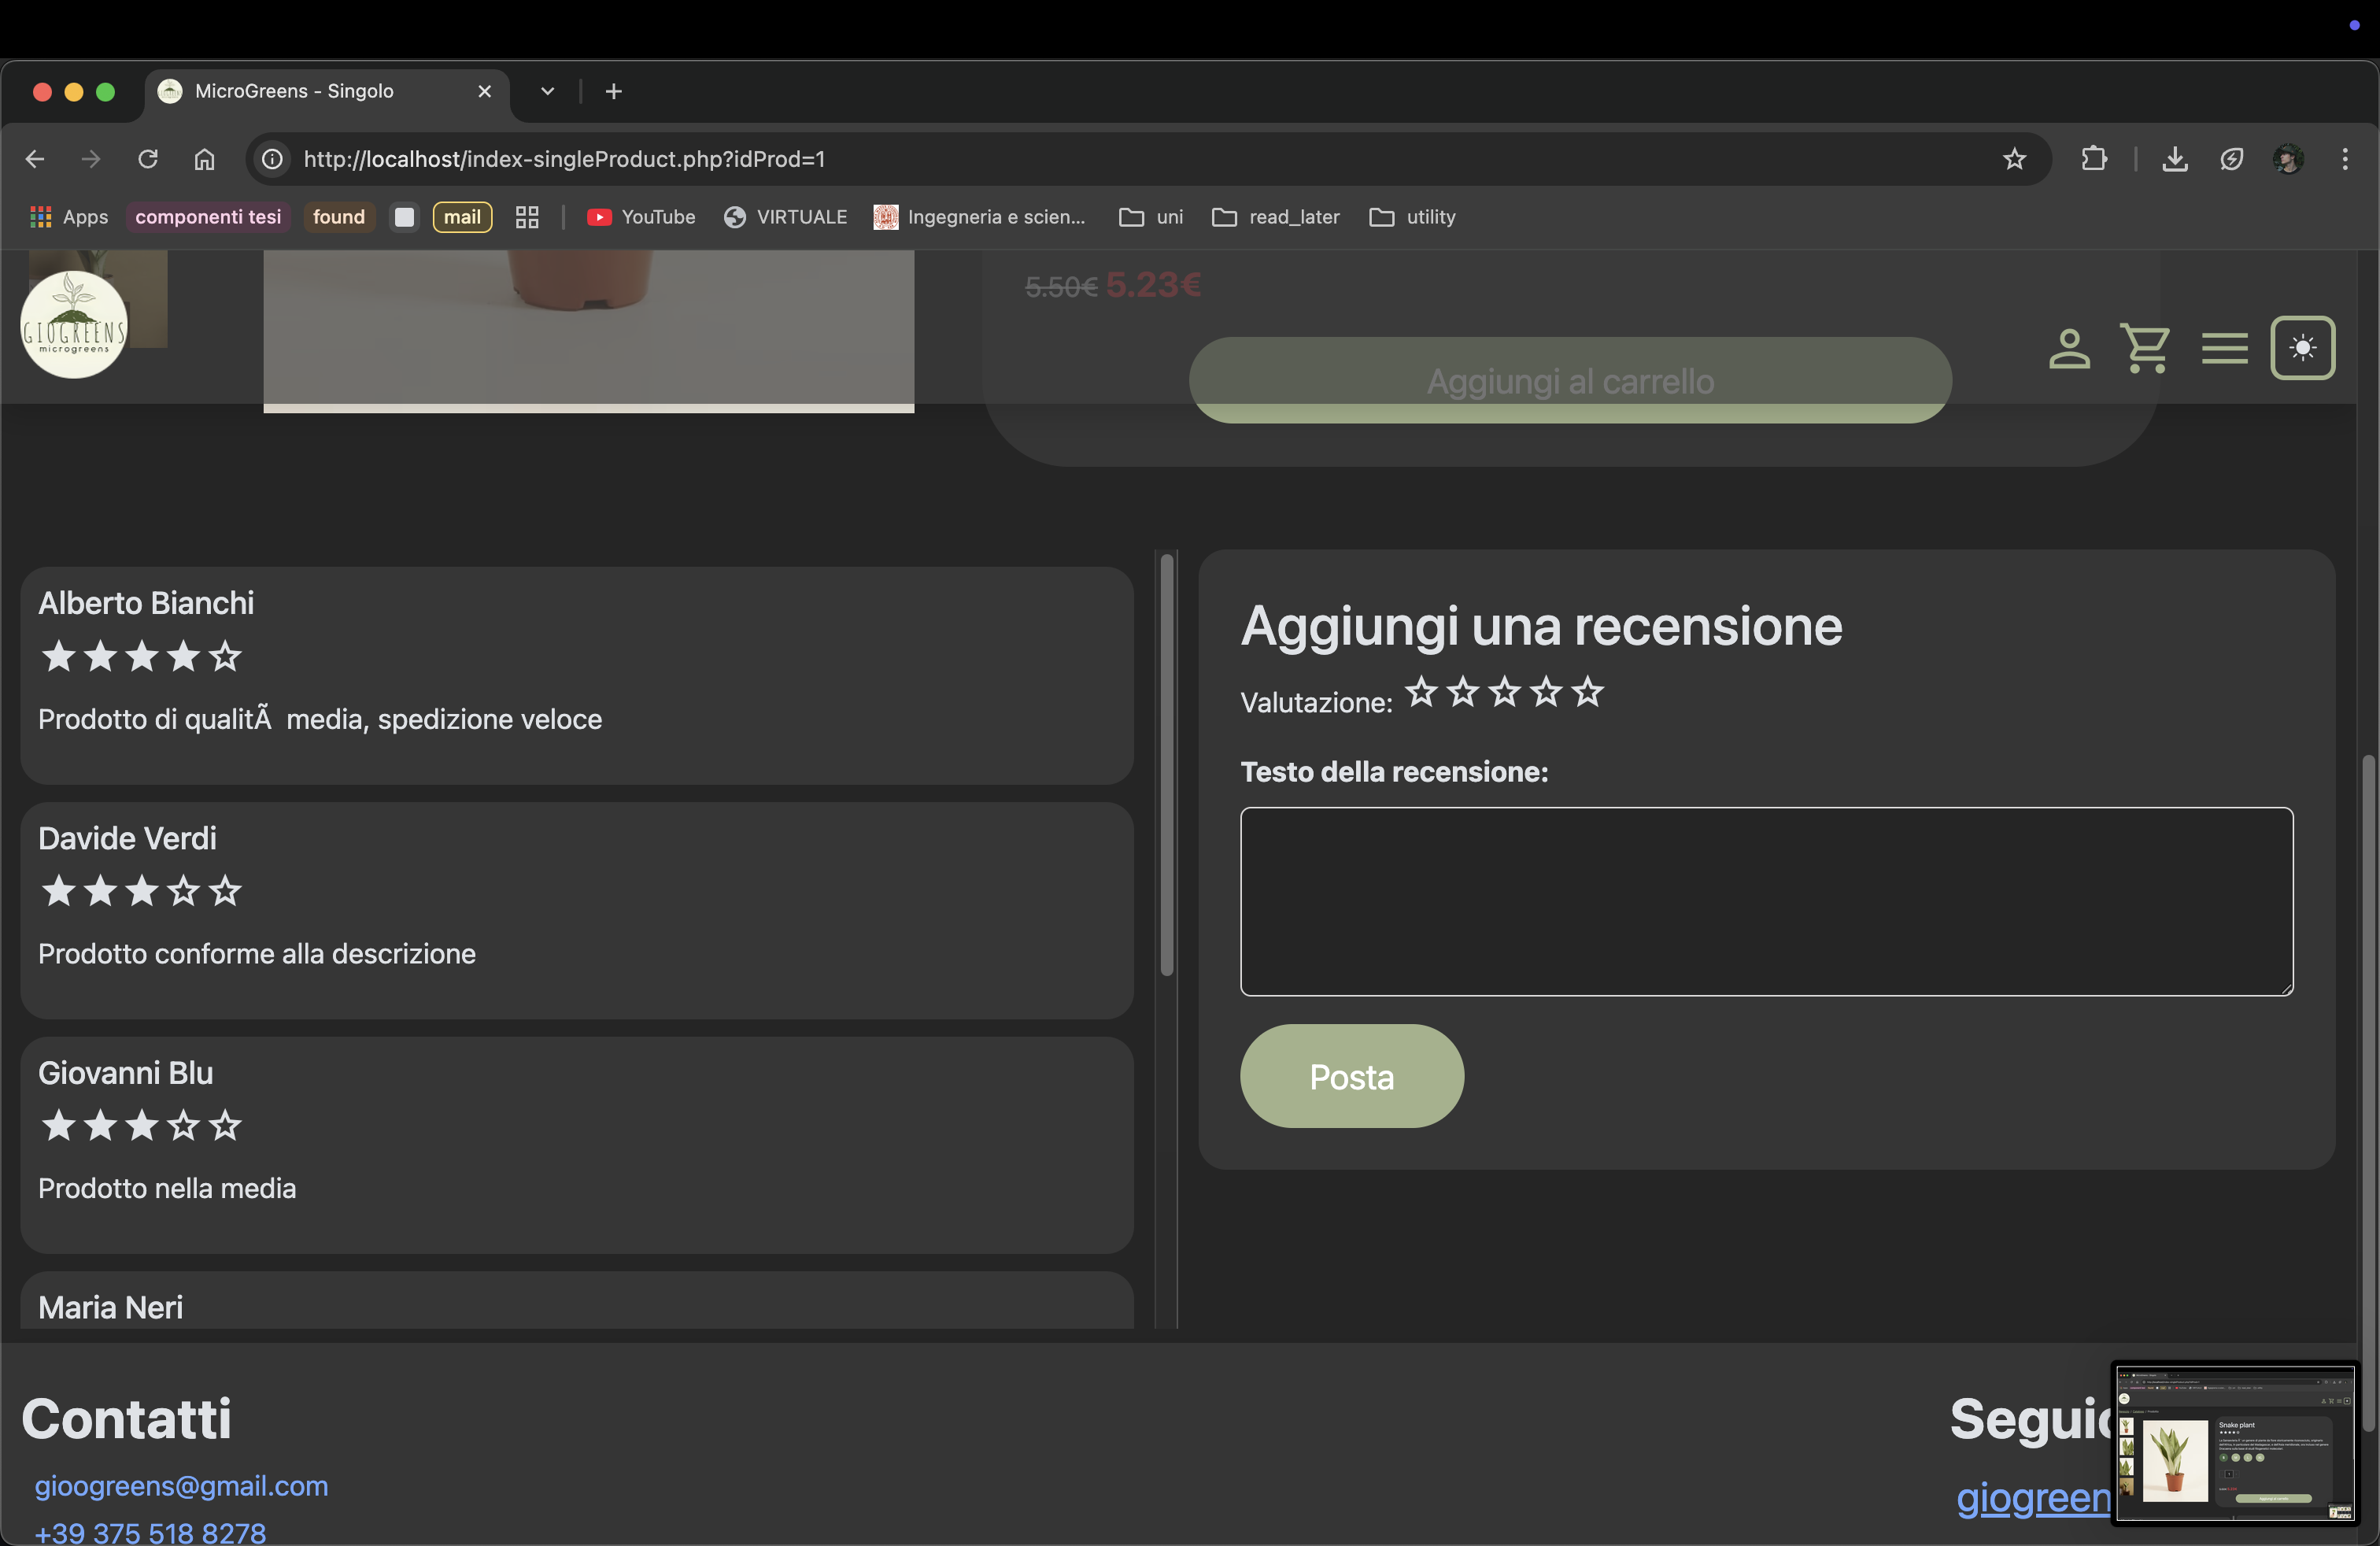 MicroGreens - Singolo
http://localhost/index-singleProduct.php?idProd=1
Apps componenti tesi found mail YouTube VIRTUALE Ingegneria e scien... uni read_later utility
GIOGREENS
microgreens
5.50€ 5.23€
Aggiungi al carrello
Alberto Bianchi
Prodotto di qualitÃ  media, spedizione veloce
Davide Verdi
Prodotto conforme alla descrizione
Giovanni Blu
Prodotto nella media
Maria Neri
Aggiungi una recensione
Valutazione:
Testo della recensione:
Posta
Contatti
gioogreens@gmail.com
+39 375 518 8278
Segui
giogreen
Snake plant